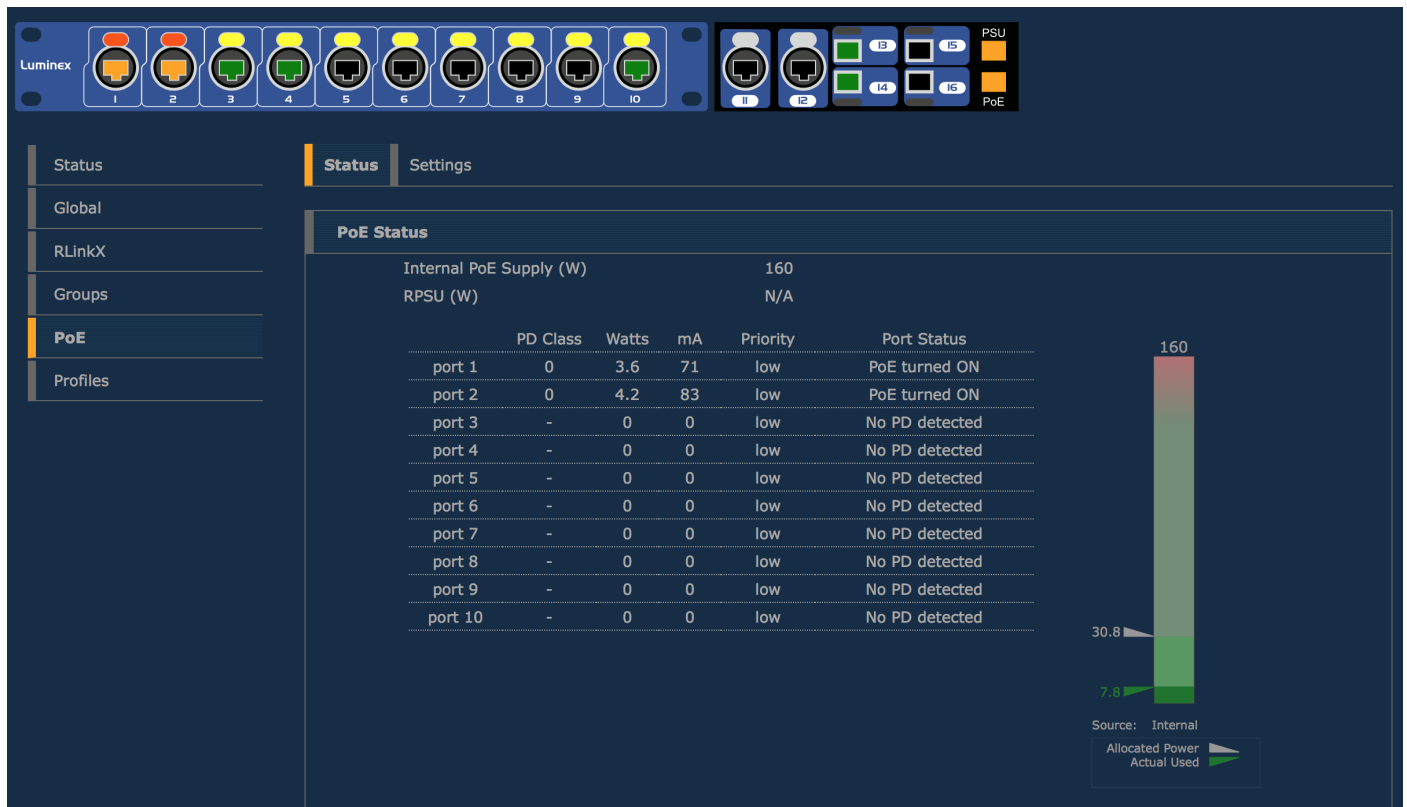 PSU
Luminex
13 15
14 16
1 2 3 4 5 6 7 8 9 10 11 12 PoE
Status
Global
RLinkX
Groups
PoE
Profiles
Status Settings
PoE Status
Internal PoE Supply (W) 160
RPSU (W) N/A
PD Class Watts mA Priority Port Status
port 1 0 3.6 71 low PoE turned ON
port 2 0 4.2 83 low PoE turned ON
port 3 - 0 0 low No PD detected
port 4 - 0 0 low No PD detected
port 5 - 0 0 low No PD detected
port 6 - 0 0 low No PD detected
port 7 - 0 0 low No PD detected
port 8 - 0 0 low No PD detected
port 9 - 0 0 low No PD detected
port 10 - 0 0 low No PD detected
160
30.8
7.8
Source: Internal
Allocated Power
Actual Used